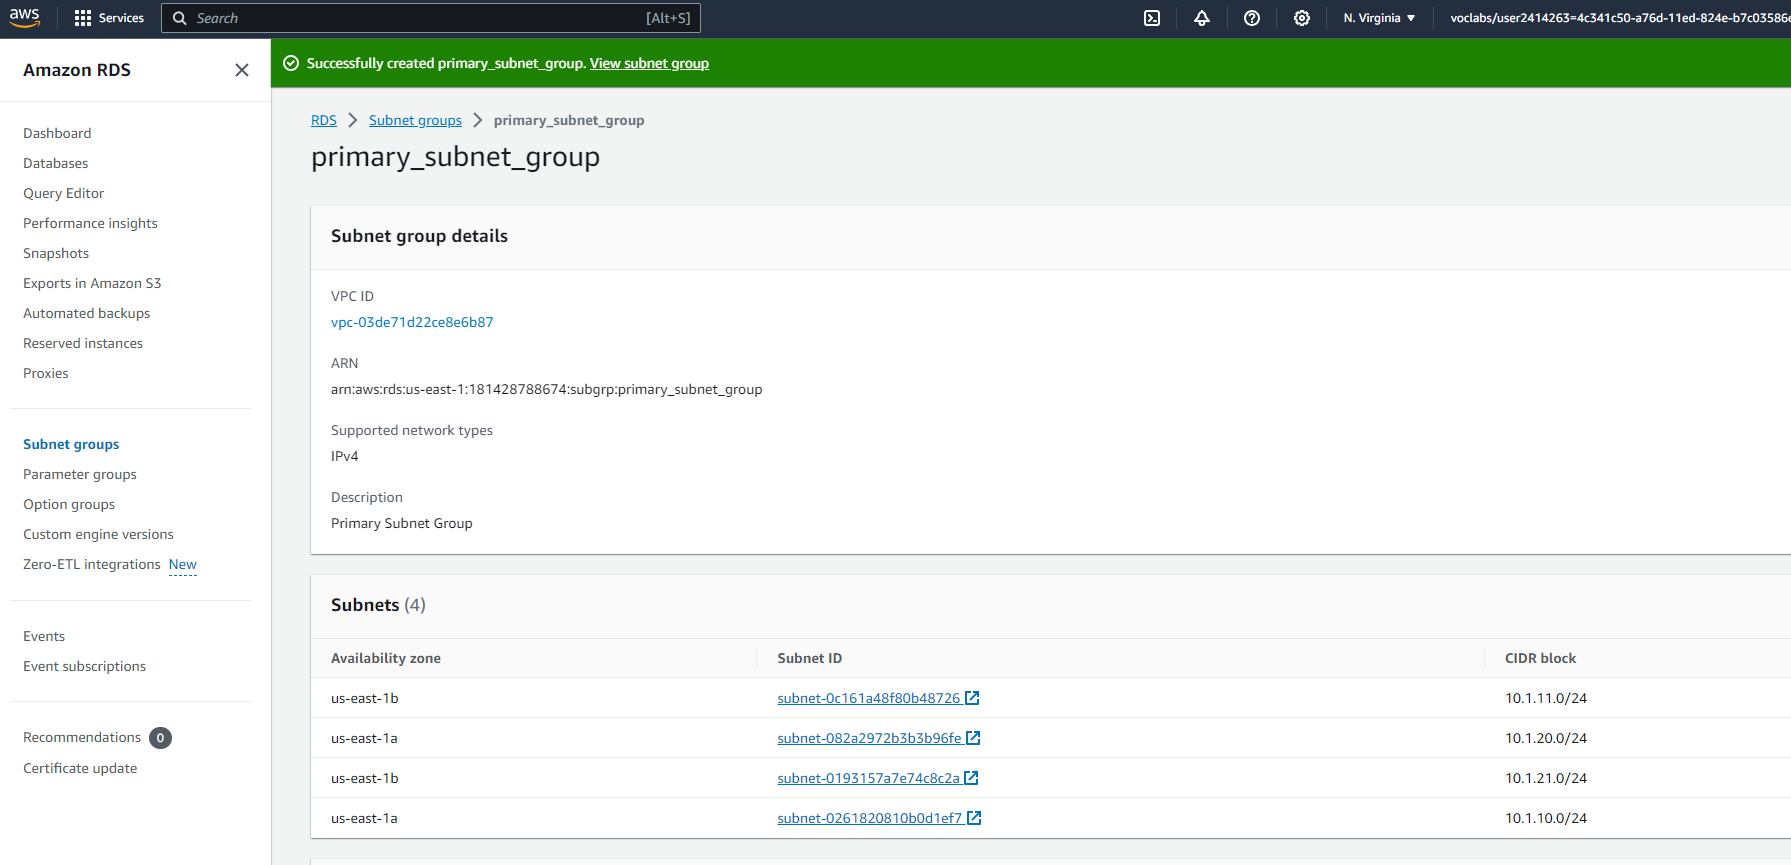 aws
Services
Search
[Alt+S]
N. Virginia
voclabs/user2414263=4c341c50-a76d-11ed-824e-b7c03586
Amazon RDS
Dashboard
Databases
Query Editor
Performance insights
Snapshots
Exports in Amazon S3
Automated backups
Reserved instances
Proxies
Subnet groups
Parameter groups
Option groups
Custom engine versions
Zero-ETL integrations New
Events
Event subscriptions
Recommendations 0
Certificate update
Successfully created primary_subnet_group. View subnet group
RDS > Subnet groups > primary_subnet_group
primary_subnet_group
Subnet group details
VPC ID
vpc-03de71d22ce8e6b87
ARN
arn:aws:rds:us-east-1:181428788674:subgrp:primary_subnet_group
Supported network types
IPv4
Description
Primary Subnet Group
Subnets (4)
Availability zone Subnet ID CIDR block
us-east-1b subnet-0c161a48f80b48726 10.1.11.0/24
us-east-1a subnet-082a2972b3b3b96fe 10.1.20.0/24
us-east-1b subnet-0193157a7e74c8c2a 10.1.21.0/24
us-east-1a subnet-0261820810b0d1ef7 10.1.10.0/24